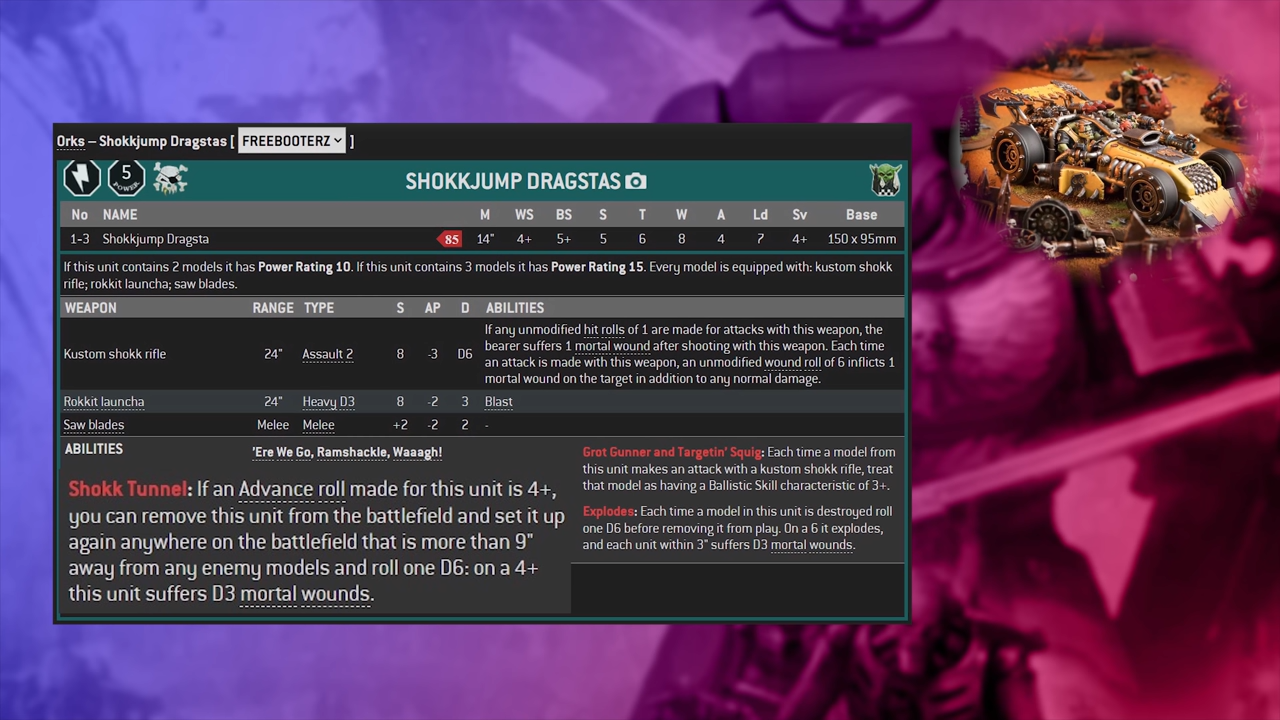 Orks – Shokkjump Dragstas [ FREEBOOTERZ ]
5
POWER
SHOKKJUMP DRAGSTAS
No NAME M WS BS S T W A Ld Sv Base
1-3 Shokkjump Dragsta 85 14" 4+ 5+ 5 6 8 4 7 4+ 150 x 95mm
If this unit contains 2 models it has Power Rating 10. If this unit contains 3 models it has Power Rating 15. Every model is equipped with: kustom shokk
rifle; rokkit launcha; saw blades.
WEAPON RANGE TYPE S AP D ABILITIES
Kustom shokk rifle 24" Assault 2 8 -3 D6
If any unmodified hit rolls of 1 are made for attacks with this weapon, the
bearer suffers 1 mortal wound after shooting with this weapon. Each time
an attack is made with this weapon, an unmodified wound roll of 6 inflicts 1
mortal wound on the target in addition to any normal damage.
Rokkit launcha 24" Heavy D3 8 -2 3 Blast
Saw blades Melee Melee +2 -2 2 -
ABILITIES 'Ere We Go, Ramshackle, Waaagh!
Shokk Tunnel: If an Advance roll made for this unit is 4+,
you can remove this unit from the battlefield and set it up
again anywhere on the battlefield that is more than 9"
away from any enemy models and roll one D6: on a 4+
this unit suffers D3 mortal wounds.
Grot Gunner and Targetin' Squig: Each time a model from
this unit makes an attack with a kustom shokk rifle, treat
that model as having a Ballistic Skill characteristic of 3+.
Explodes: Each time a model in this unit is destroyed roll
one D6 before removing it from play. On a 6 it explodes,
and each unit within 3" suffers D3 mortal wounds.